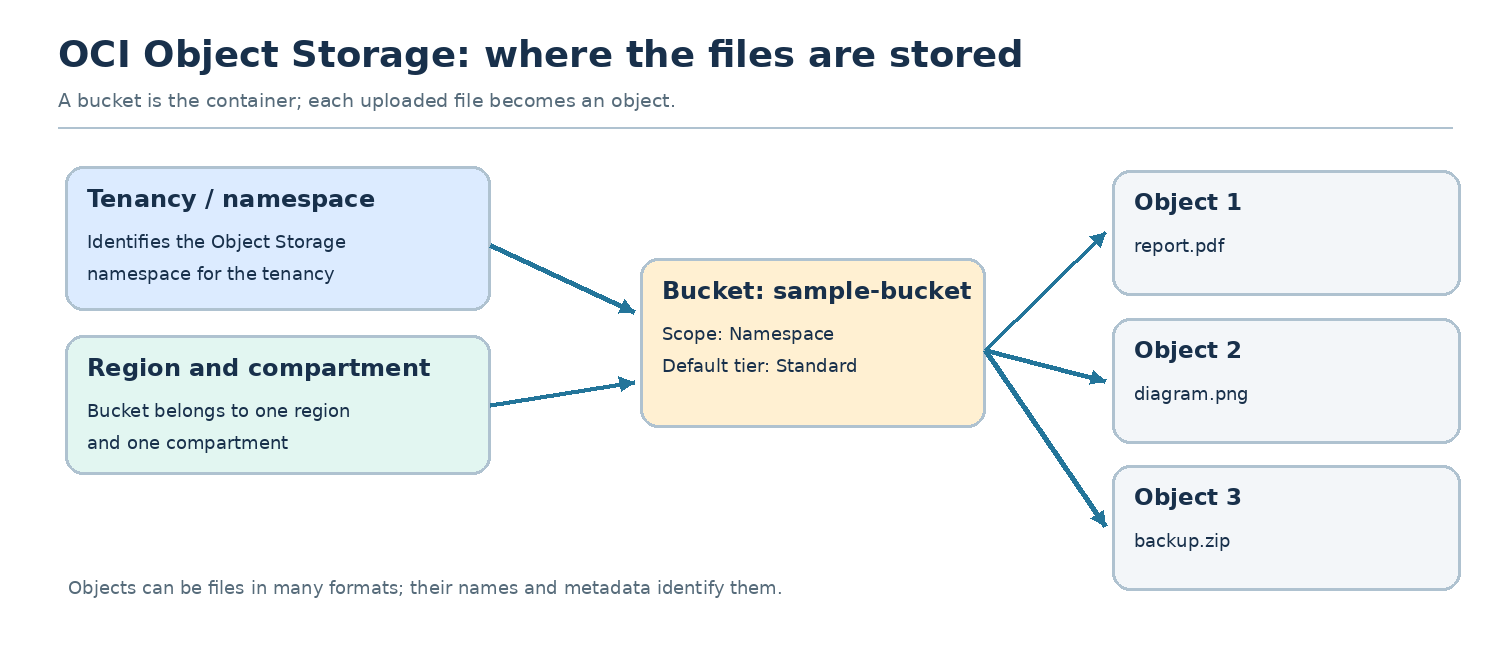 OCI Object Storage: where the files are stored
A bucket is the container; each uploaded file becomes an object.
Tenancy / namespace
Identifies the Object Storage
namespace for the tenancy
Region and compartment
Bucket belongs to one region
and one compartment
Bucket: sample-bucket
Scope: Namespace
Default tier: Standard
Object 1
report.pdf
Object 2
diagram.png
Object 3
backup.zip
Objects can be files in many formats; their names and metadata identify them.